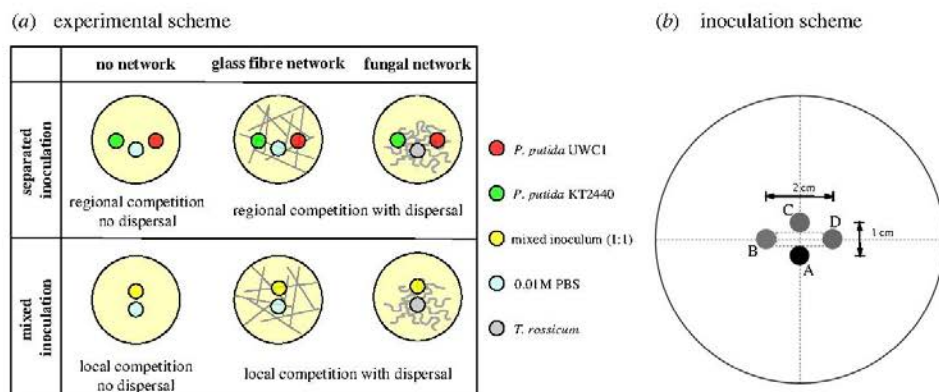 (a) experimental scheme
no network glass fibre network fungal network
separated
inoculation
regional competition
no dispersal
regional competition with dispersal
mixed
inoculation
local competition
no dispersal
local competition with dispersal
P. putida UWC1
P. putida KT2440
mixed inoculum (1:1)
0.01M PBS
T. rossicum
(b) inoculation scheme
2 cm
C
D
1 cm
B
A